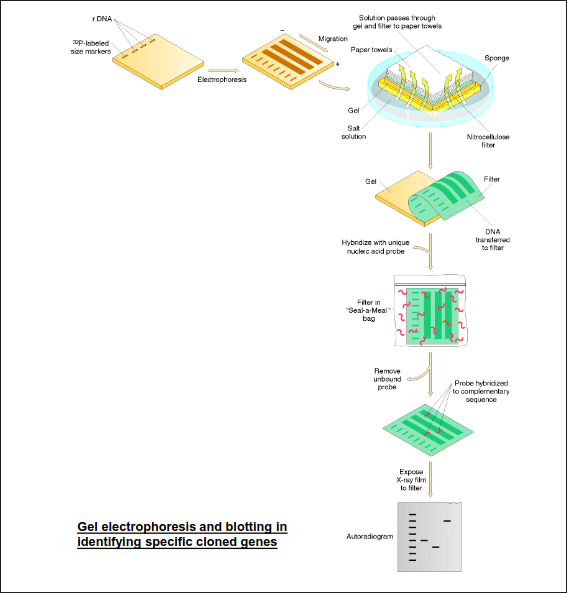 r DNA
32P-labeled
size markers
Electrophoresis
–
Migration
+
Solution passes through
gel and filter to paper towels
Paper towels
Sponge
Gel
Salt
solution
Nitrocellulose
filter
Gel
Filter
DNA
transferred
to filter
Hybridize with unique
nucleic acid probe
Filter in
"Seal-a-Meal"
bag
Remove
unbound
probe
Probe hybridized
to complementary
sequence
Expose
X-ray film
to filter
Autoradiogram
Gel electrophoresis and blotting in
identifying specific cloned genes